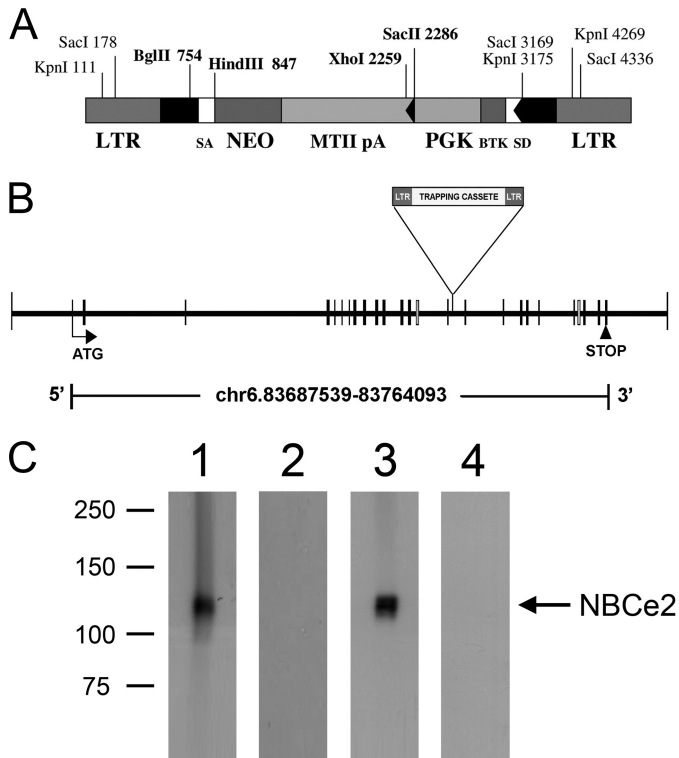 A
SacI 178
KpnI 111
BglII 754
HindIII 847
XhoI 2259
SacII 2286
SacI 3169
KpnI 3175
KpnI 4269
SacI 4336
LTR SA NEO MTII pA PGK BTK SD LTR
B
LTR TRAPPING CASSETE LTR
ATG
STOP
5' chr6.83687539-83764093 3'
C
1 2 3 4
250
150
100
75
NBCe2